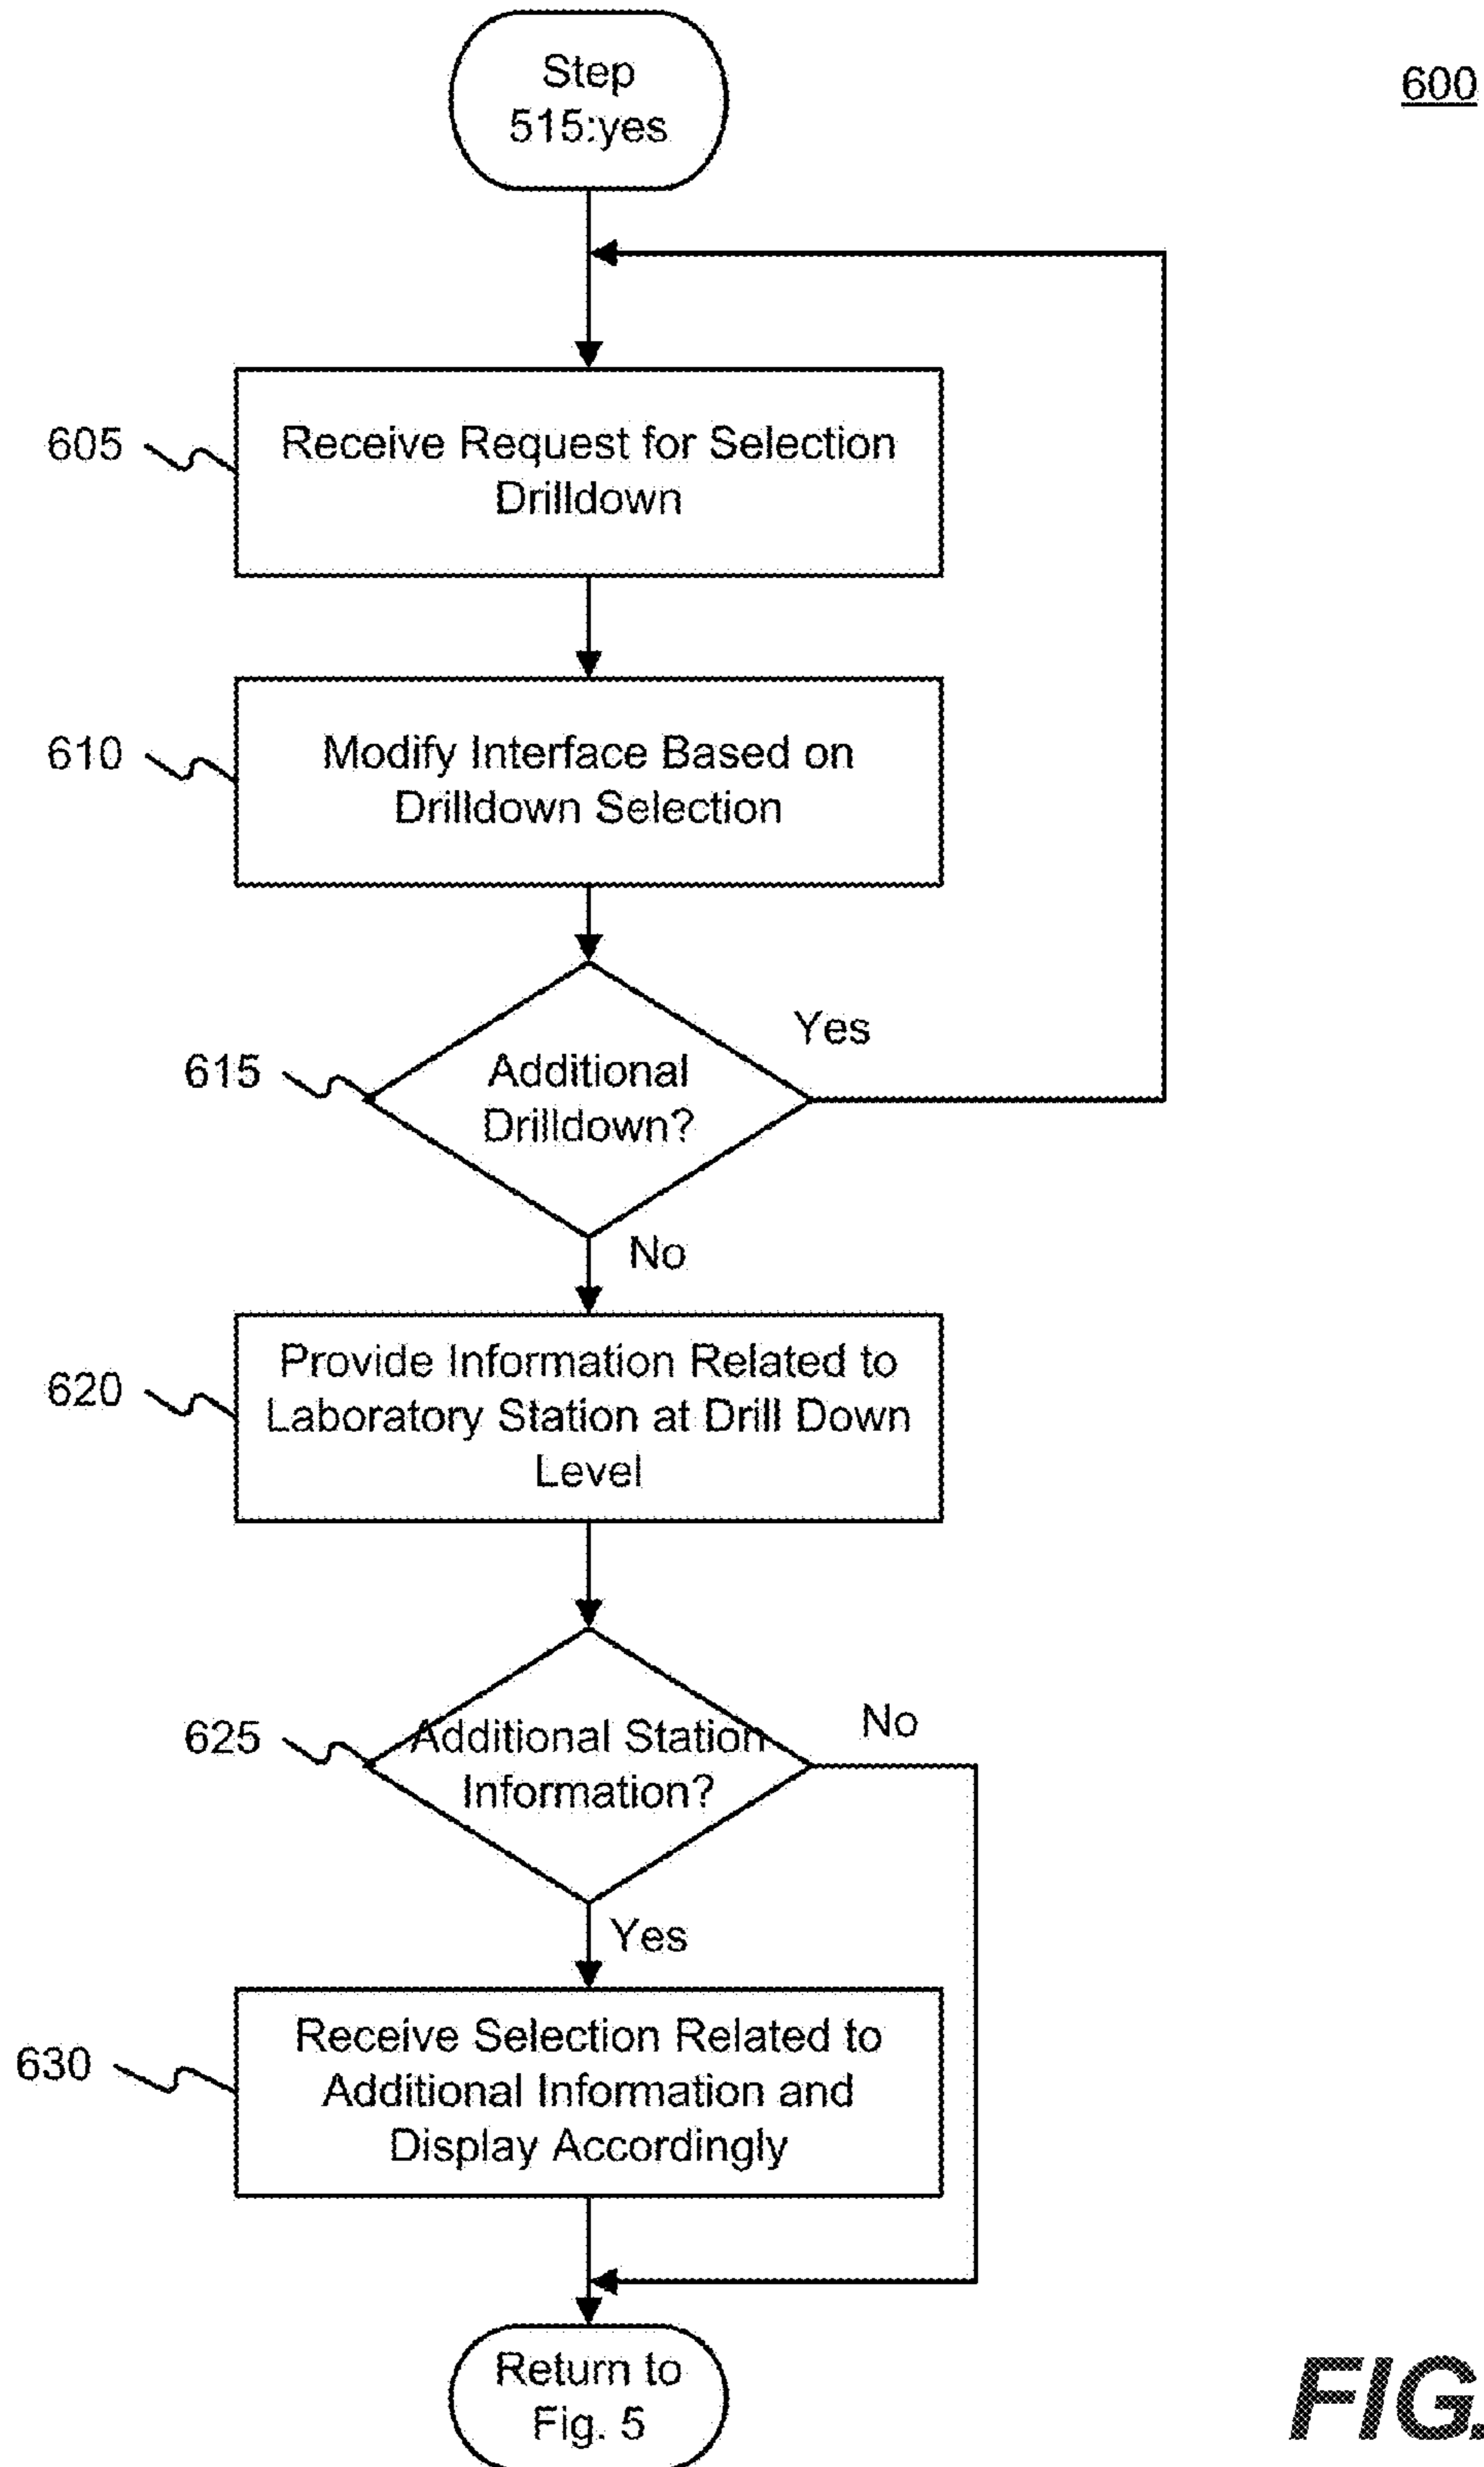 Step
515:yes
600
605
Receive Request for Selection
Drilldown
610
Modify Interface Based on
Drilldown Selection
615
Additional
Drilldown?
Yes
No
620
Provide Information Related to
Laboratory Station at Drill Down
Level
625
Additional Station
Information?
No
Yes
630
Receive Selection Related to
Additional Information and
Display Accordingly
Return to
Fig. 5
FIG.